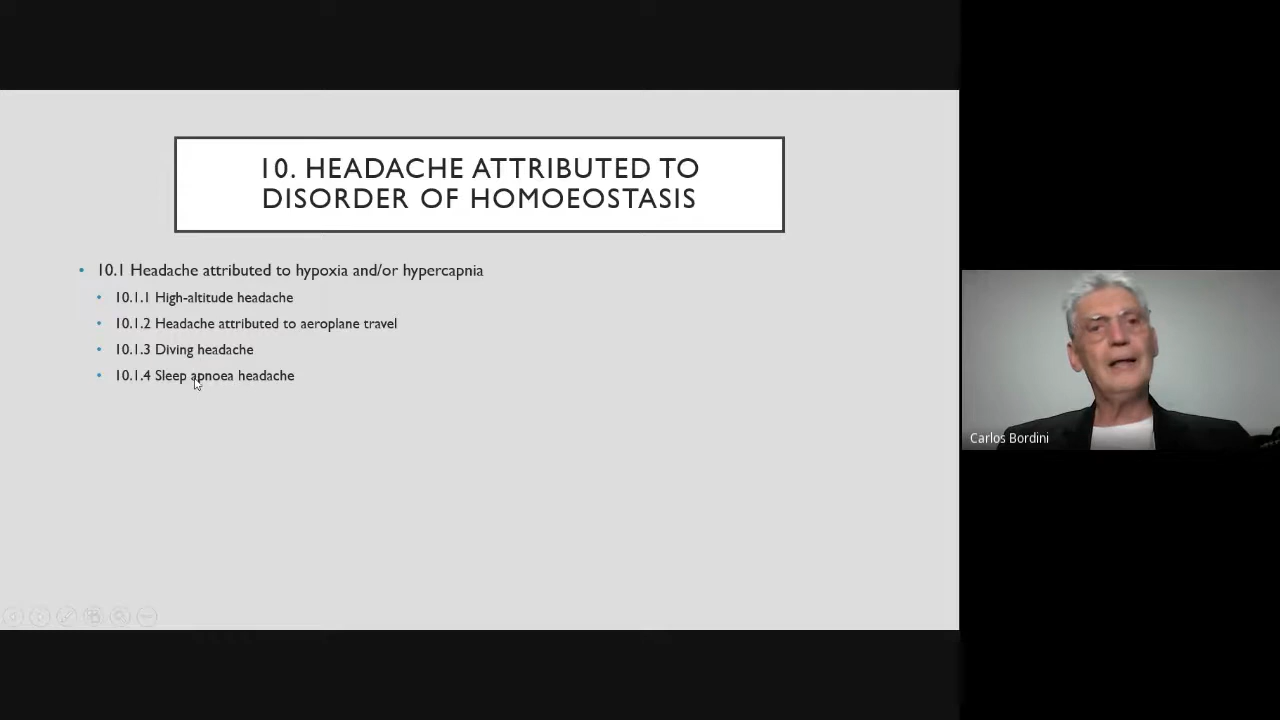 10. HEADACHE ATTRIBUTED TO
DISORDER OF HOMOEOSTASIS
• 10.1 Headache attributed to hypoxia and/or hypercapnia
• 10.1.1 High-altitude headache
• 10.1.2 Headache attributed to aeroplane travel
• 10.1.3 Diving headache
• 10.1.4 Sleep apnoea headache
Carlos Bordini